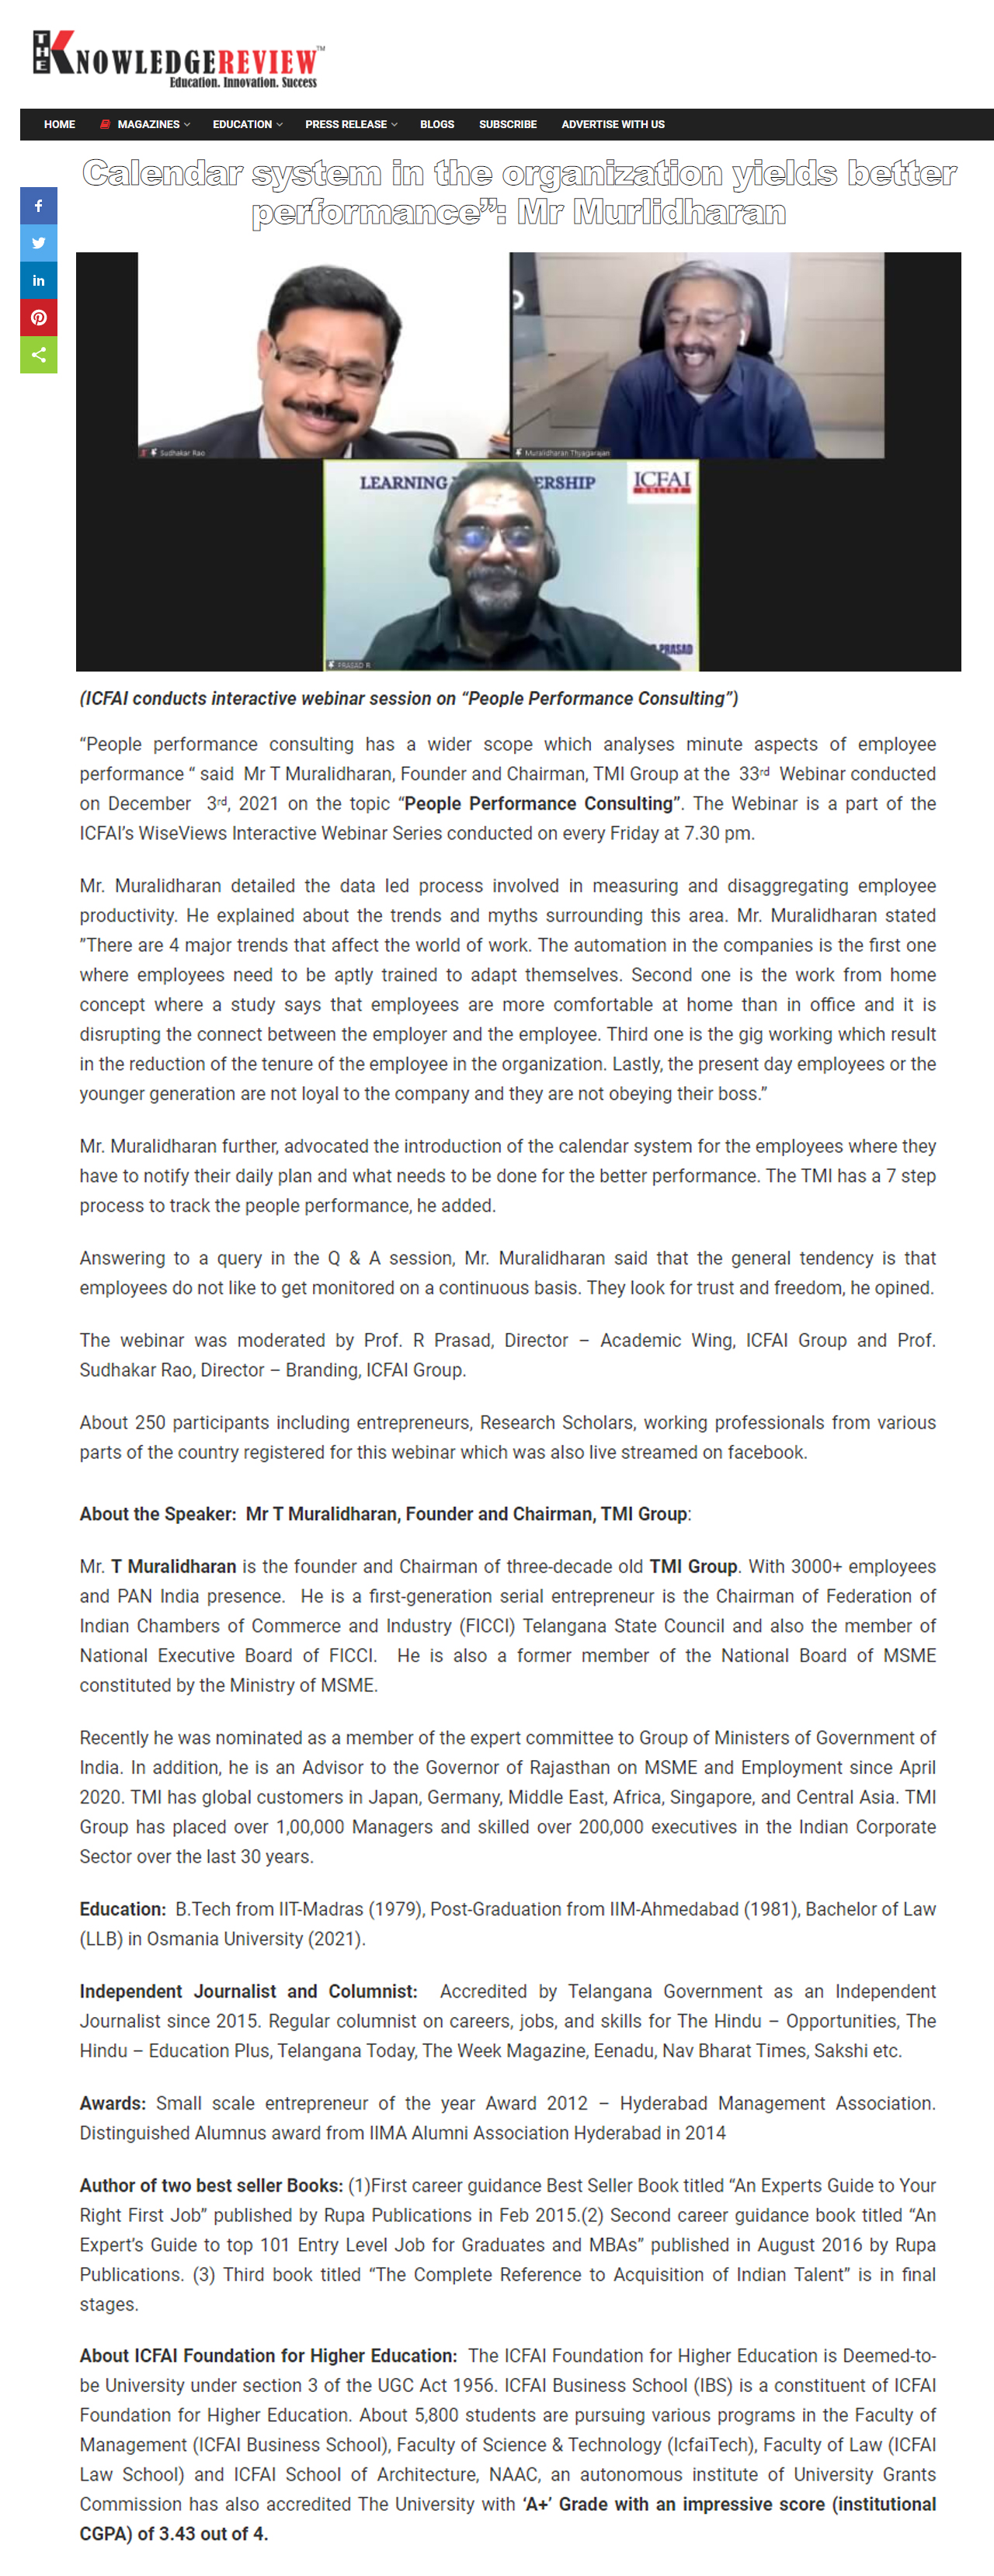 THE KNOWLEDGEREVIEW™
Education. Innovation. Success
HOME MAGAZINES EDUCATION PRESS RELEASE BLOGS SUBSCRIBE ADVERTISE WITH US
Calendar system in the organization yields better
performance”: Mr Murlidharan
Sudhakar Rao
Muralidharan Thyagarajan
LEARNING ERSHIP
ICFAI
ONLINE
PRASAD
PRASAD R
(ICFAI conducts interactive webinar session on “People Performance Consulting”)
“People performance consulting has a wider scope which analyses minute aspects of employee
performance “ said Mr T Muralidharan, Founder and Chairman, TMI Group at the 33rd Webinar conducted
on December 3rd, 2021 on the topic “People Performance Consulting”. The Webinar is a part of the
ICFAI’s WiseViews Interactive Webinar Series conducted on every Friday at 7.30 pm.
Mr. Muralidharan detailed the data led process involved in measuring and disaggregating employee
productivity. He explained about the trends and myths surrounding this area. Mr. Muralidharan stated
”There are 4 major trends that affect the world of work. The automation in the companies is the first one
where employees need to be aptly trained to adapt themselves. Second one is the work from home
concept where a study says that employees are more comfortable at home than in office and it is
disrupting the connect between the employer and the employee. Third one is the gig working which result
in the reduction of the tenure of the employee in the organization. Lastly, the present day employees or the
younger generation are not loyal to the company and they are not obeying their boss.”
Mr. Muralidharan further, advocated the introduction of the calendar system for the employees where they
have to notify their daily plan and what needs to be done for the better performance. The TMI has a 7 step
process to track the people performance, he added.
Answering to a query in the Q & A session, Mr. Muralidharan said that the general tendency is that
employees do not like to get monitored on a continuous basis. They look for trust and freedom, he opined.
The webinar was moderated by Prof. R Prasad, Director – Academic Wing, ICFAI Group and Prof.
Sudhakar Rao, Director – Branding, ICFAI Group.
About 250 participants including entrepreneurs, Research Scholars, working professionals from various
parts of the country registered for this webinar which was also live streamed on facebook.
About the Speaker: Mr T Muralidharan, Founder and Chairman, TMI Group:
Mr. T Muralidharan is the founder and Chairman of three-decade old TMI Group. With 3000+ employees
and PAN India presence. He is a first-generation serial entrepreneur is the Chairman of Federation of
Indian Chambers of Commerce and Industry (FICCI) Telangana State Council and also the member of
National Executive Board of FICCI. He is also a former member of the National Board of MSME
constituted by the Ministry of MSME.
Recently he was nominated as a member of the expert committee to Group of Ministers of Government of
India. In addition, he is an Advisor to the Governor of Rajasthan on MSME and Employment since April
2020. TMI has global customers in Japan, Germany, Middle East, Africa, Singapore, and Central Asia. TMI
Group has placed over 1,00,000 Managers and skilled over 200,000 executives in the Indian Corporate
Sector over the last 30 years.
Education: B.Tech from IIT-Madras (1979), Post-Graduation from IIM-Ahmedabad (1981), Bachelor of Law
(LLB) in Osmania University (2021).
Independent Journalist and Columnist: Accredited by Telangana Government as an Independent
Journalist since 2015. Regular columnist on careers, jobs, and skills for The Hindu – Opportunities, The
Hindu – Education Plus, Telangana Today, The Week Magazine, Eenadu, Nav Bharat Times, Sakshi etc.
Awards: Small scale entrepreneur of the year Award 2012 – Hyderabad Management Association.
Distinguished Alumnus award from IIMA Alumni Association Hyderabad in 2014
Author of two best seller Books: (1)First career guidance Best Seller Book titled “An Experts Guide to Your
Right First Job” published by Rupa Publications in Feb 2015.(2) Second career guidance book titled “An
Expert’s Guide to top 101 Entry Level Job for Graduates and MBAs” published in August 2016 by Rupa
Publications. (3) Third book titled “The Complete Reference to Acquisition of Indian Talent” is in final
stages.
About ICFAI Foundation for Higher Education: The ICFAI Foundation for Higher Education is Deemed-to-
be University under section 3 of the UGC Act 1956. ICFAI Business School (IBS) is a constituent of ICFAI
Foundation for Higher Education. About 5,800 students are pursuing various programs in the Faculty of
Management (ICFAI Business School), Faculty of Science & Technology (IcfaiTech), Faculty of Law (ICFAI
Law School) and ICFAI School of Architecture, NAAC, an autonomous institute of University Grants
Commission has also accredited The University with ‘A+’ Grade with an impressive score (institutional
CGPA) of 3.43 out of 4.